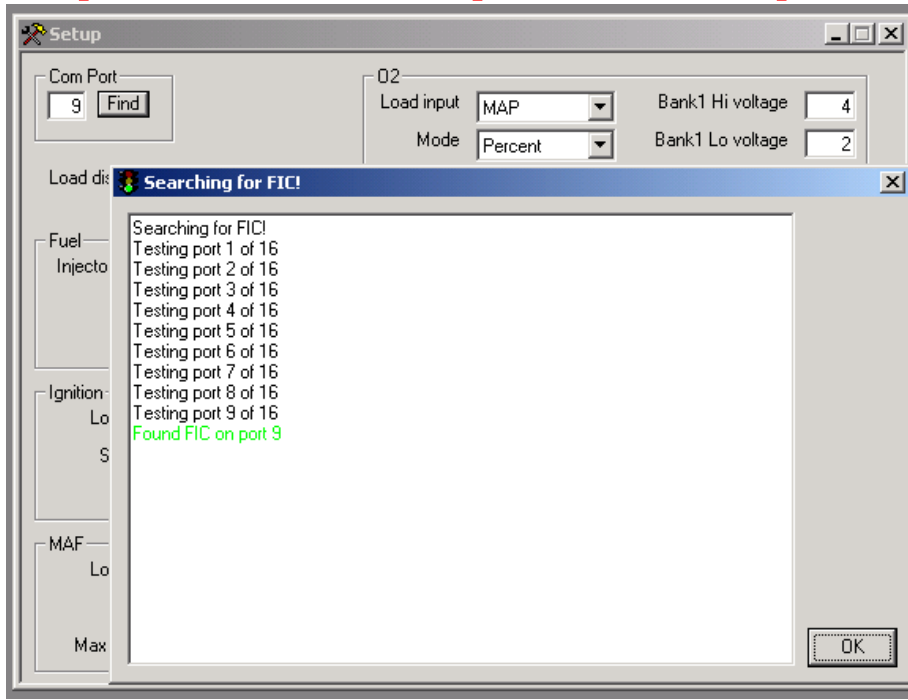 Setup
Com Port
9 Find
O2
Load input MAP Bank1 Hi voltage 4
Mode Percent Bank1 Lo voltage 2
Load dis
Searching for FIC!
Searching for FIC!
Testing port 1 of 16
Testing port 2 of 16
Testing port 3 of 16
Testing port 4 of 16
Testing port 5 of 16
Testing port 6 of 16
Testing port 7 of 16
Testing port 8 of 16
Testing port 9 of 16
Found FIC on port 9
Fuel
Injecto
Ignition
Lo
S
MAF
Lo
Max
OK